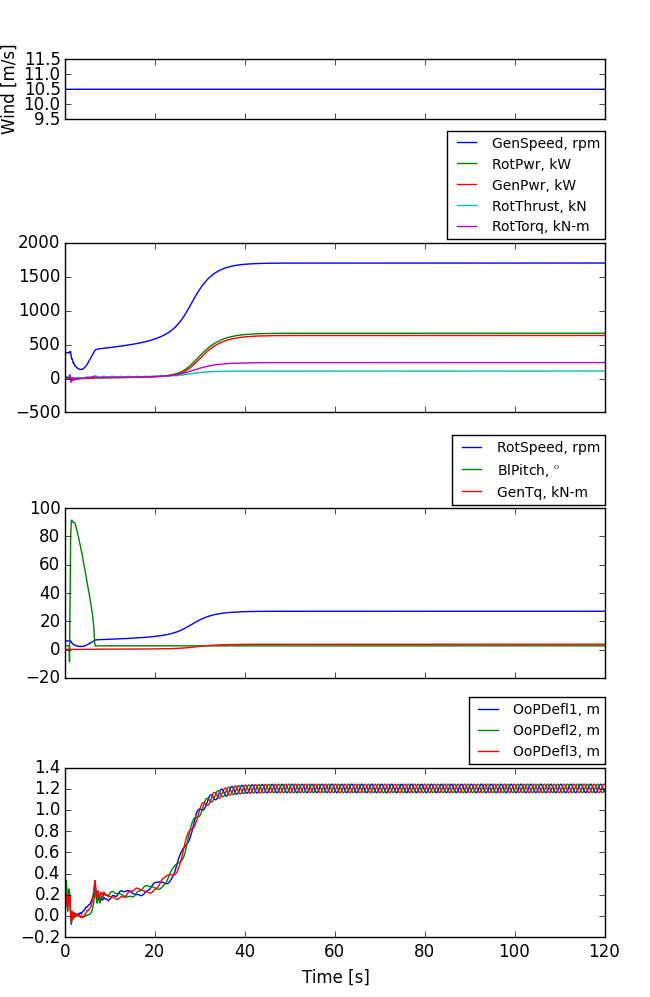 Wind [m/s]
11.5
11.0
10.5
10.0
9.5
GenSpeed, rpm
RotPwr, kW
GenPwr, kW
RotThrust, kN
RotTorq, kN-m
2000
1500
1000
500
0
−500
RotSpeed, rpm
BlPitch, °
GenTq, kN-m
100
80
60
40
20
0
−20
OoPDefl1, m
OoPDefl2, m
OoPDefl3, m
1.4
1.2
1.0
0.8
0.6
0.4
0.2
0.0
−0.2
0 20 40 60 80 100 120
Time [s]